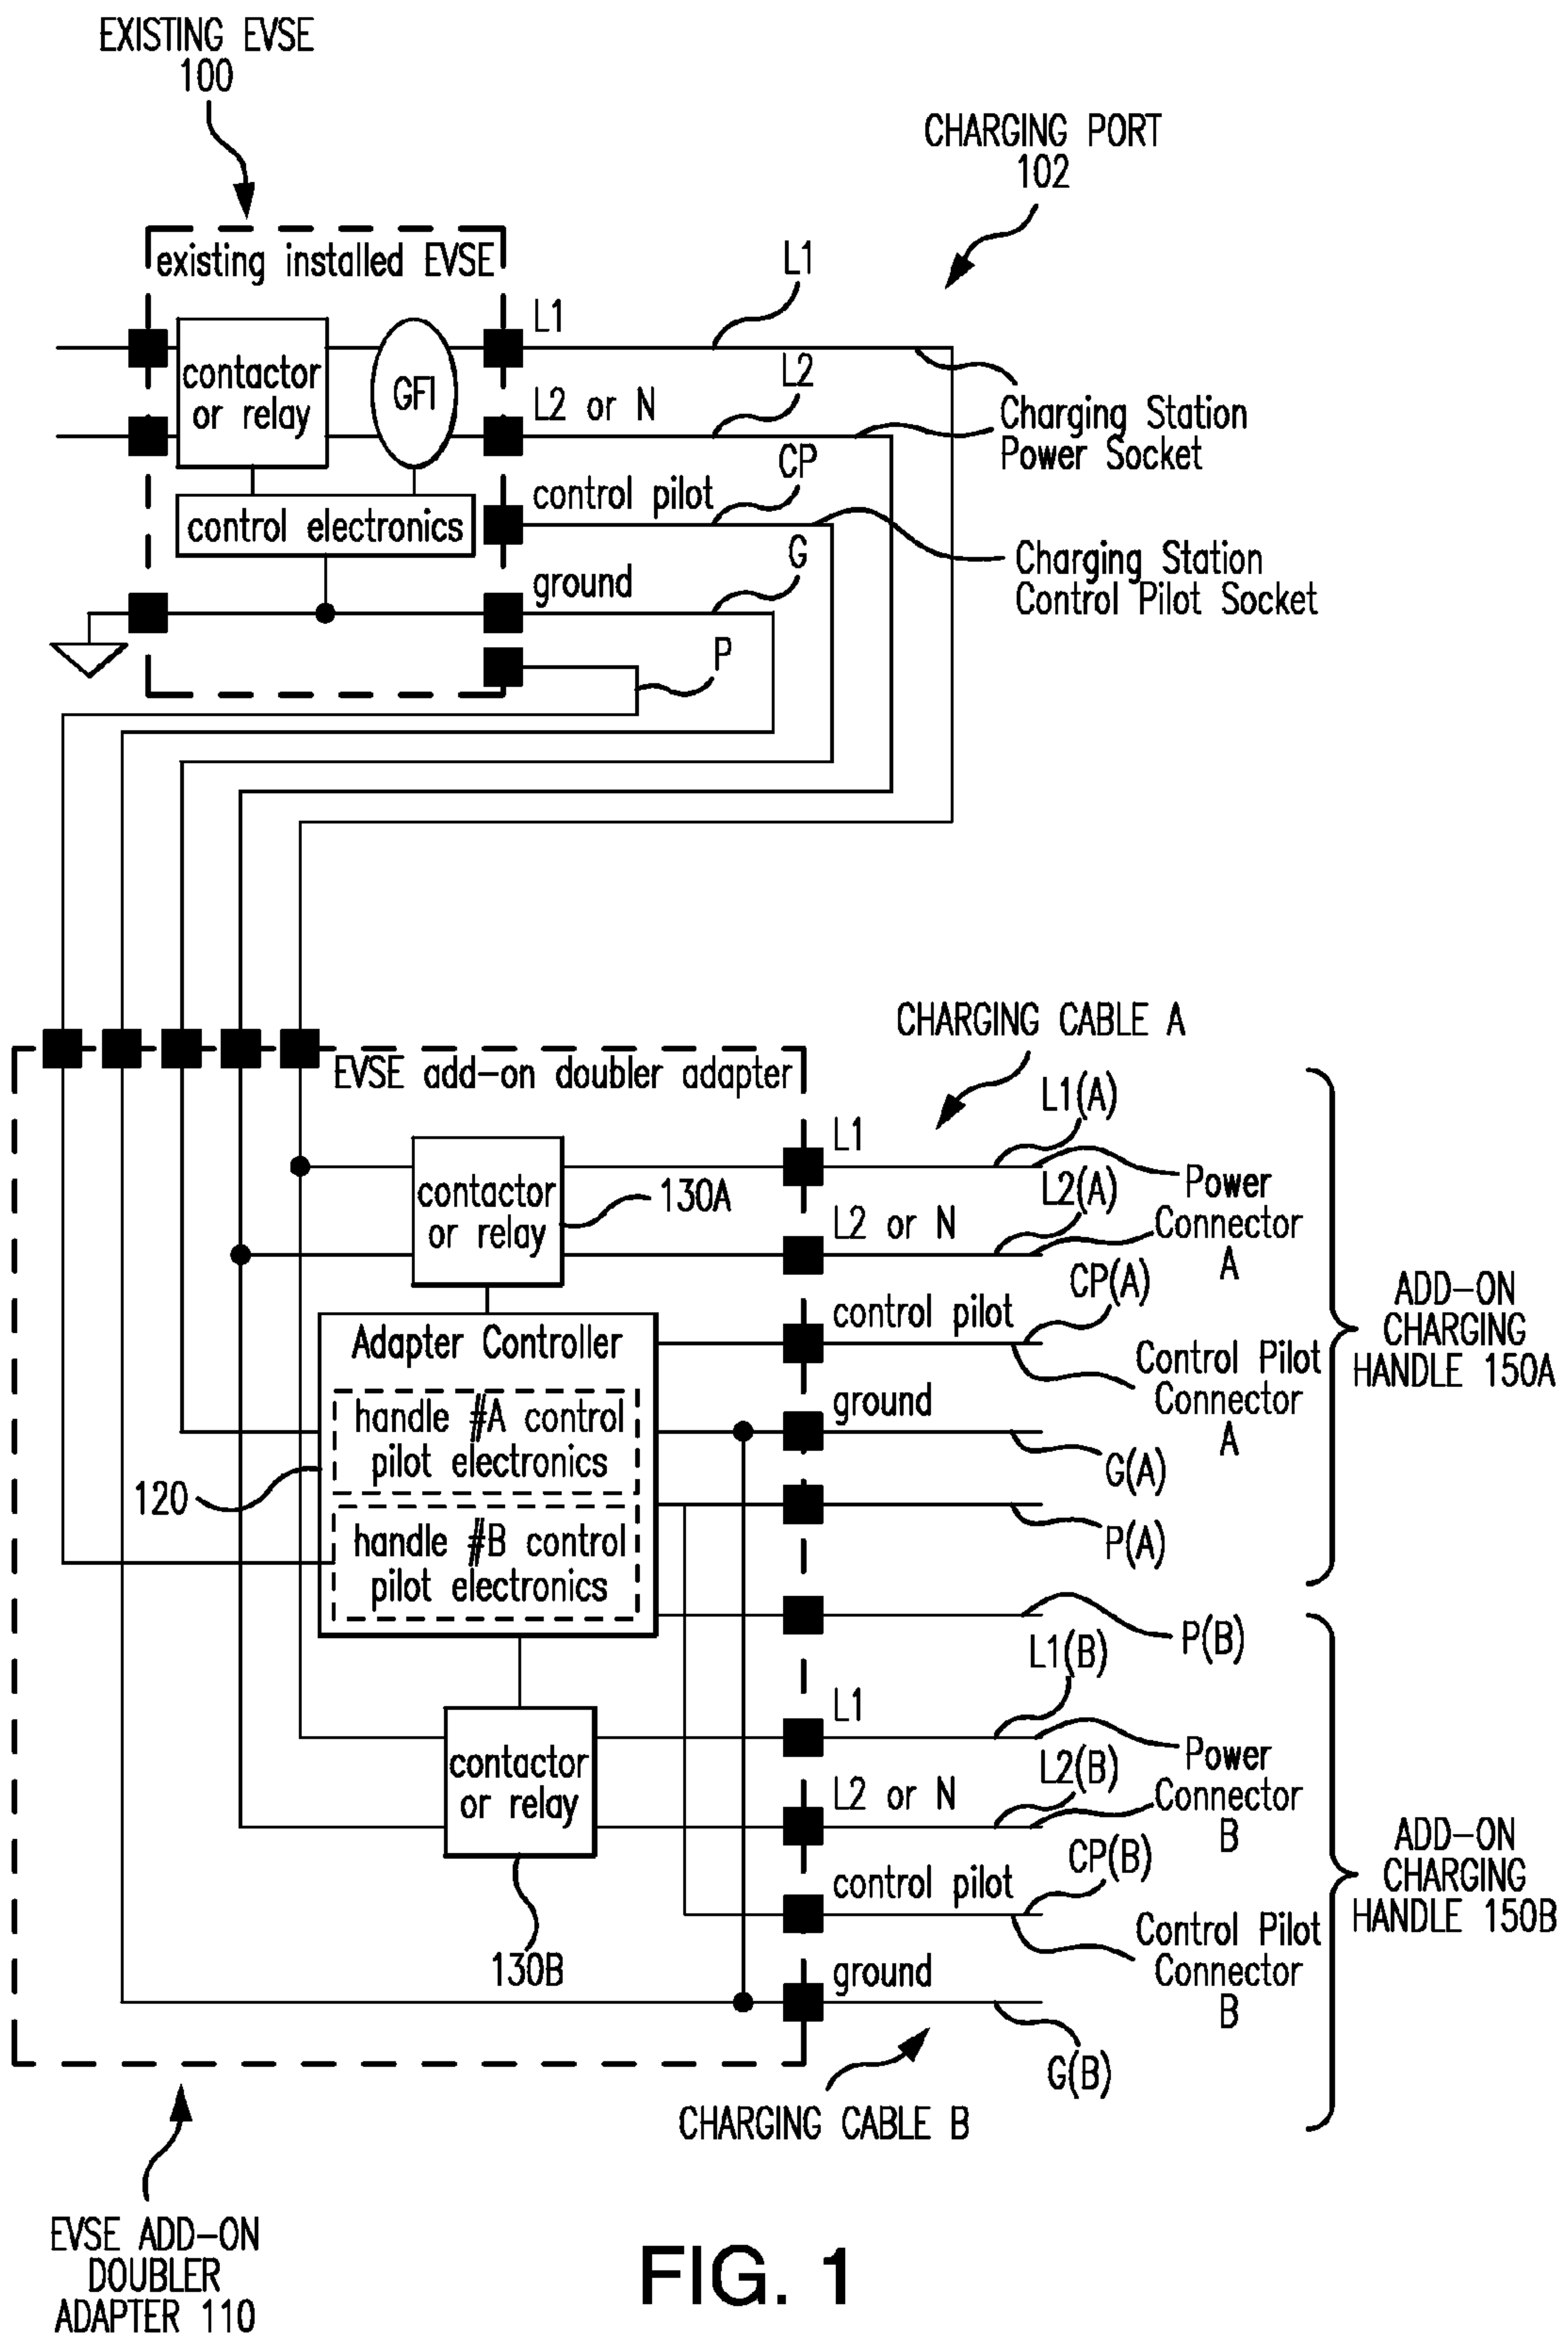 EXISTING EVSE
100
CHARGING PORT
102
existing installed EVSE
L1
L1
contactor
or relay
GFI
L2 or N
L2
Charging Station
Power Socket
control pilot
CP
control electronics
Charging Station
Control Pilot Socket
ground
G
P
CHARGING CABLE A
EVSE add-on doubler adapter
L1
L1(A)
contactor
or relay
130A
L2 or N
L2(A)
Power
Connector
A
control pilot
CP(A)
Adapter Controller
Control Pilot
Connector
A
ADD-ON
CHARGING
HANDLE 150A
handle #A control
pilot electronics
ground
G(A)
120
handle #B control
pilot electronics
P(A)
P(B)
L1
L1(B)
contactor
or relay
L2 or N
L2(B)
Power
Connector
B
control pilot
CP(B)
ADD-ON
CHARGING
HANDLE 150B
130B
Control Pilot
Connector
B
ground
G(B)
CHARGING CABLE B
EVSE ADD-ON
DOUBLER
ADAPTER 110
FIG. 1